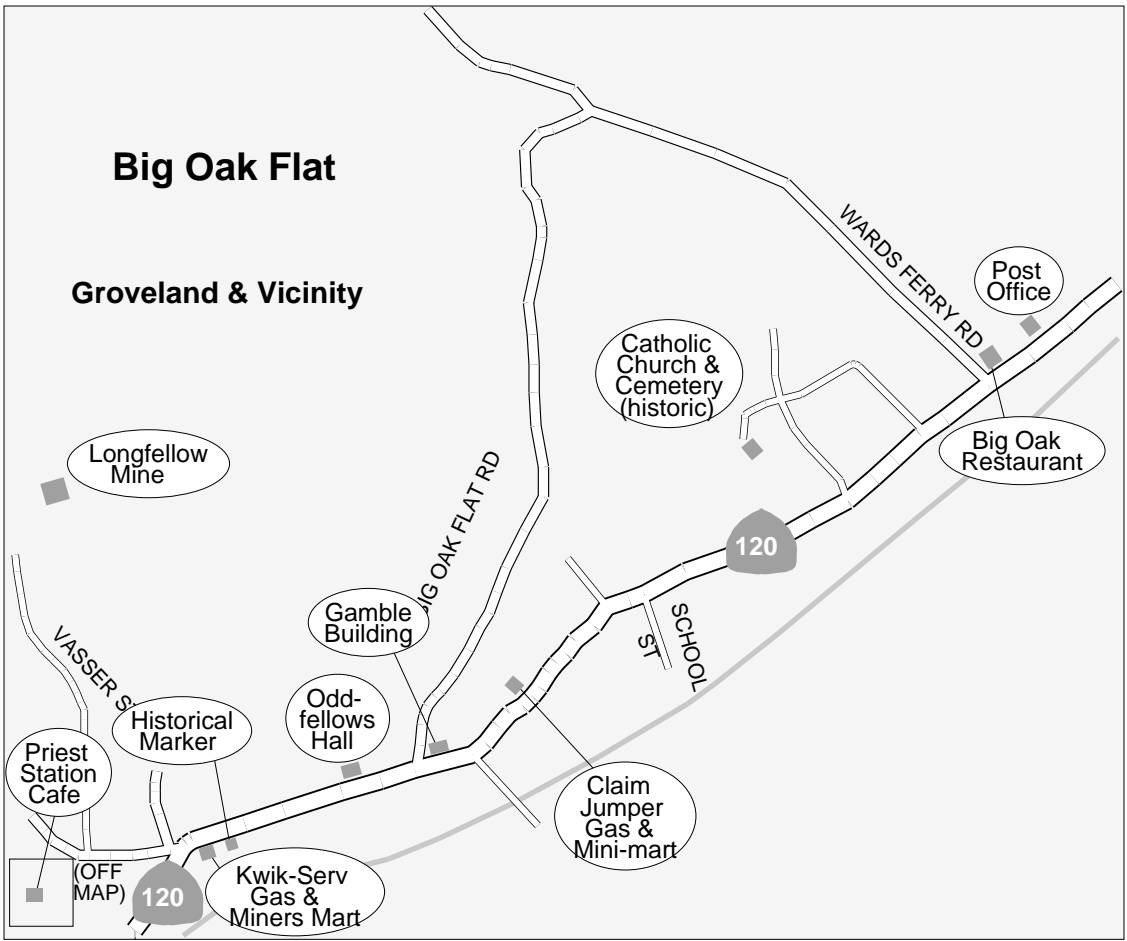 Big Oak Flat
Groveland & Vicinity
WARDS FERRY RD
Post
Office
Catholic
Church &
Cemetery
(historic)
Big Oak
Restaurant
Longfellow
Mine
BIG OAK FLAT RD
120
Gamble
Building
SCHOOL
ST
VASSER S
Odd-
fellows
Hall
Historical
Marker
Priest
Station
Cafe
Claim
Jumper
Gas &
Mini-mart
(OFF
MAP)
120
Kwik-Serv
Gas &
Miners Mart